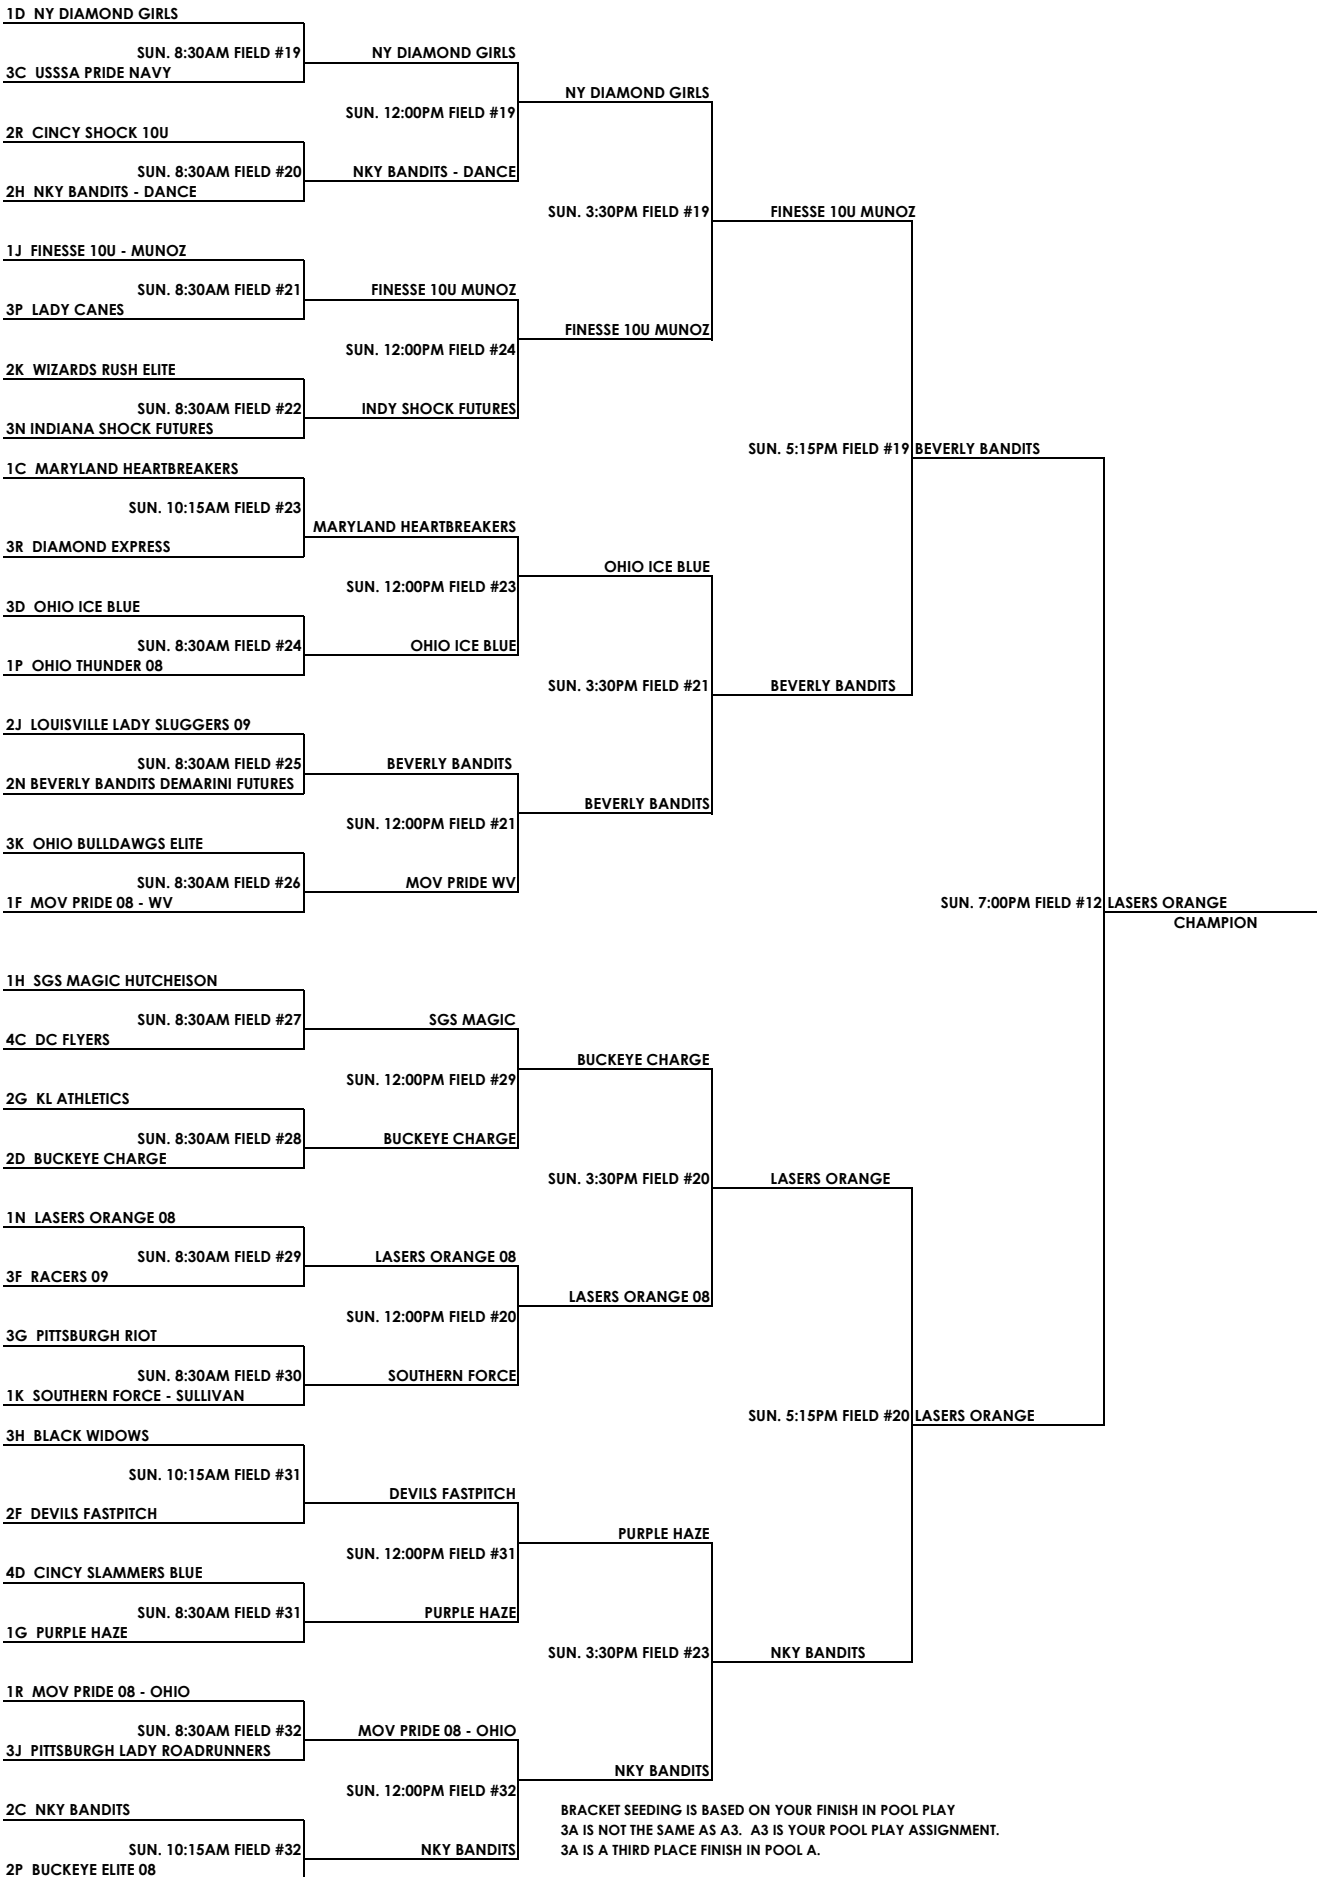 1D  NY DIAMOND GIRLS
SUN. 8:30AM FIELD #19
NY DIAMOND GIRLS
3C  USSSA PRIDE NAVY
NY DIAMOND GIRLS
SUN. 12:00PM FIELD #19
2R  CINCY SHOCK 10U
SUN. 8:30AM FIELD #20
NKY BANDITS - DANCE
2H  NKY BANDITS - DANCE
SUN. 3:30PM FIELD #19
FINESSE 10U MUNOZ
1J  FINESSE 10U - MUNOZ
SUN. 8:30AM FIELD #21
FINESSE 10U MUNOZ
3P  LADY CANES
FINESSE 10U MUNOZ
SUN. 12:00PM FIELD #24
2K  WIZARDS RUSH ELITE
SUN. 8:30AM FIELD #22
INDY SHOCK FUTURES
3N INDIANA SHOCK FUTURES
SUN. 5:15PM FIELD #19
BEVERLY BANDITS
1C  MARYLAND HEARTBREAKERS
SUN. 10:15AM FIELD #23
MARYLAND HEARTBREAKERS
3R  DIAMOND EXPRESS
OHIO ICE BLUE
SUN. 12:00PM FIELD #23
3D  OHIO ICE BLUE
SUN. 8:30AM FIELD #24
OHIO ICE BLUE
1P  OHIO THUNDER 08
SUN. 3:30PM FIELD #21
BEVERLY BANDITS
2J  LOUISVILLE LADY SLUGGERS 09
SUN. 8:30AM FIELD #25
BEVERLY BANDITS
2N BEVERLY BANDITS DEMARINI FUTURES
BEVERLY BANDITS
SUN. 12:00PM FIELD #21
3K  OHIO BULLDAWGS ELITE
SUN. 8:30AM FIELD #26
MOV PRIDE WV
1F  MOV PRIDE 08 - WV
SUN. 7:00PM FIELD #12
LASERS ORANGE
CHAMPION
1H  SGS MAGIC HUTCHEISON
SUN. 8:30AM FIELD #27
SGS MAGIC
4C  DC FLYERS
BUCKEYE CHARGE
SUN. 12:00PM FIELD #29
2G  KL ATHLETICS
SUN. 8:30AM FIELD #28
BUCKEYE CHARGE
2D  BUCKEYE CHARGE
SUN. 3:30PM FIELD #20
LASERS ORANGE
1N  LASERS ORANGE 08
SUN. 8:30AM FIELD #29
LASERS ORANGE 08
3F  RACERS 09
LASERS ORANGE 08
SUN. 12:00PM FIELD #20
3G  PITTSBURGH RIOT
SUN. 8:30AM FIELD #30
SOUTHERN FORCE
1K  SOUTHERN FORCE - SULLIVAN
SUN. 5:15PM FIELD #20
LASERS ORANGE
3H  BLACK WIDOWS
SUN. 10:15AM FIELD #31
DEVILS FASTPITCH
2F  DEVILS FASTPITCH
PURPLE HAZE
SUN. 12:00PM FIELD #31
4D  CINCY SLAMMERS BLUE
SUN. 8:30AM FIELD #31
PURPLE HAZE
1G  PURPLE HAZE
SUN. 3:30PM FIELD #23
NKY BANDITS
1R  MOV PRIDE 08 - OHIO
SUN. 8:30AM FIELD #32
MOV PRIDE 08 - OHIO
3J  PITTSBURGH LADY ROADRUNNERS
NKY BANDITS
SUN. 12:00PM FIELD #32
2C  NKY BANDITS
SUN. 10:15AM FIELD #32
NKY BANDITS
2P  BUCKEYE ELITE 08
BRACKET SEEDING IS BASED ON YOUR FINISH IN POOL PLAY
3A IS NOT THE SAME AS A3.  A3 IS YOUR POOL PLAY ASSIGNMENT.
3A IS A THIRD PLACE FINISH IN POOL A.